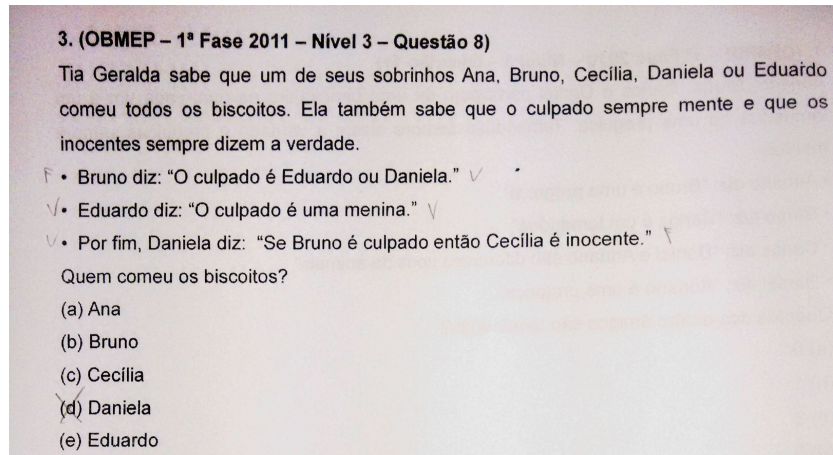 3. (OBMEP – 1ª Fase 2011 – Nível 3 – Questão 8)
Tia Geralda sabe que um de seus sobrinhos Ana, Bruno, Cecília, Daniela ou Eduardo
comeu todos os biscoitos. Ela também sabe que o culpado sempre mente e que os
inocentes sempre dizem a verdade.
F • Bruno diz: “O culpado é Eduardo ou Daniela.” V
V • Eduardo diz: “O culpado é uma menina.” V
V • Por fim, Daniela diz: “Se Bruno é culpado então Cecília é inocente.” F
Quem comeu os biscoitos?
(a) Ana
(b) Bruno
(c) Cecília
(d) Daniela
(e) Eduardo